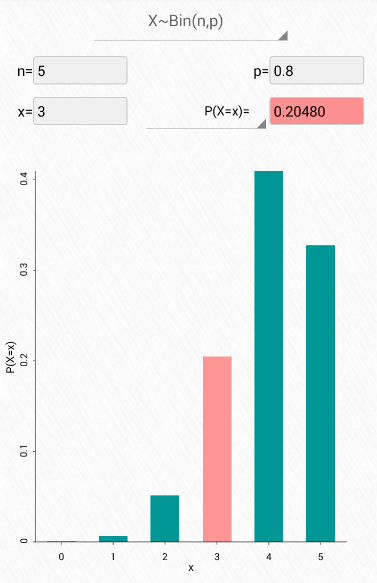 X~Bin(n,p)
n= 5 p= 0.8
x= 3 P(X=x)= 0.20480
0.4
0.3
0.2
0.1
0
P(X=x)
0 1 2 3 4 5
x